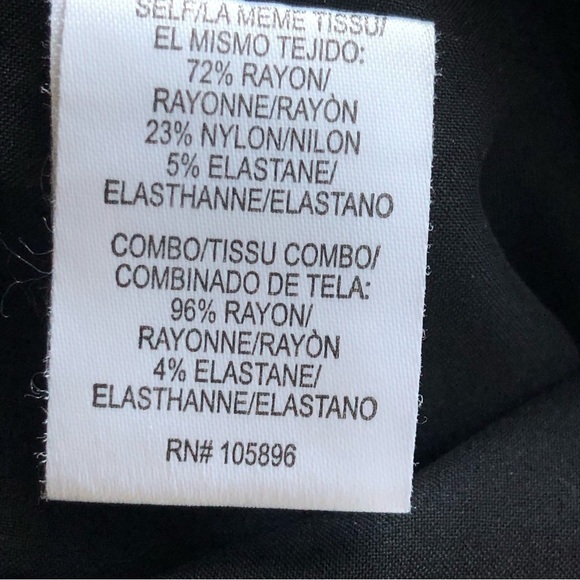 SELF/LA MEME TISSU/
EL MISMO TEJIDO:
72% RAYON/
RAYONNE/RAYÒN
23% NYLON/NILON
5% ELASTANE/
ELASTHANNE/ELASTANO
COMBO/TISSU COMBO/
COMBINADO DE TELA:
96% RAYON/
RAYONNE/RAYÒN
4% ELASTANE/
ELASTHANNE/ELASTANO
RN# 105896